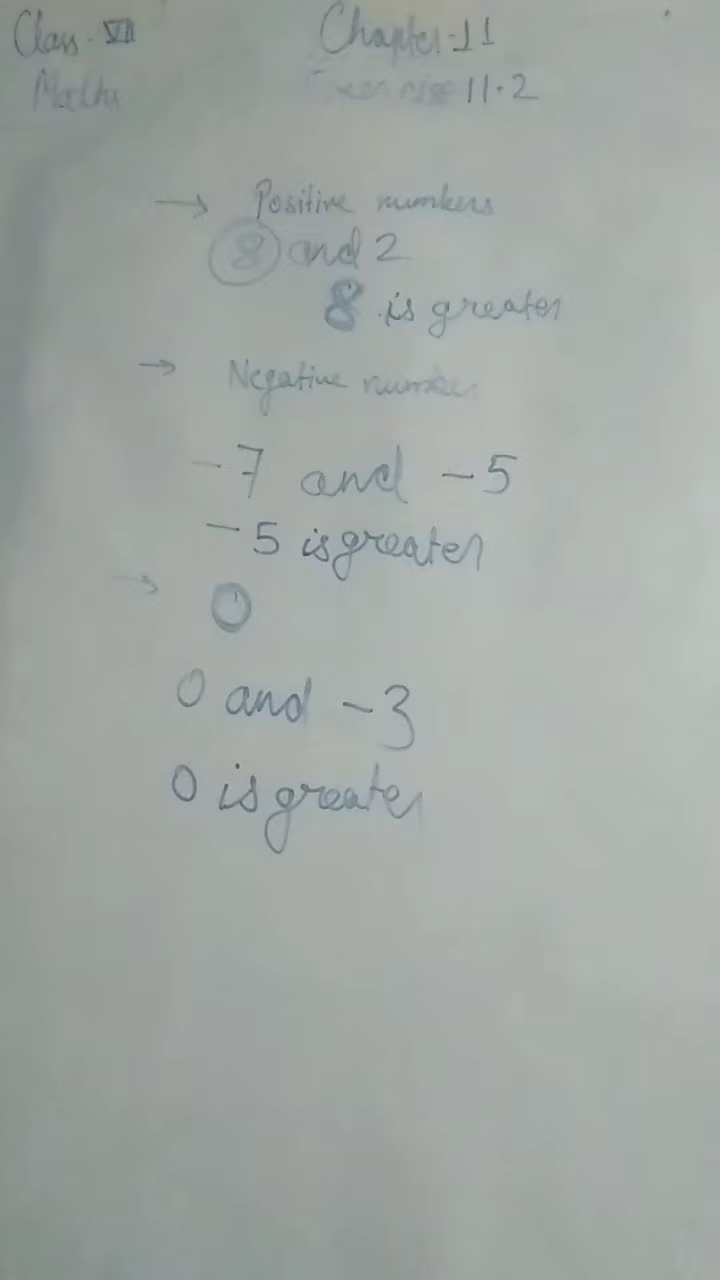 Class - VII
Chapter-11
Maths
Exercise 11.2
→ Positive numbers
8 and 2
8 is greater
→ Negative number
-7 and -5
-5 is greater
→ 0
0 and -3
0 is greater